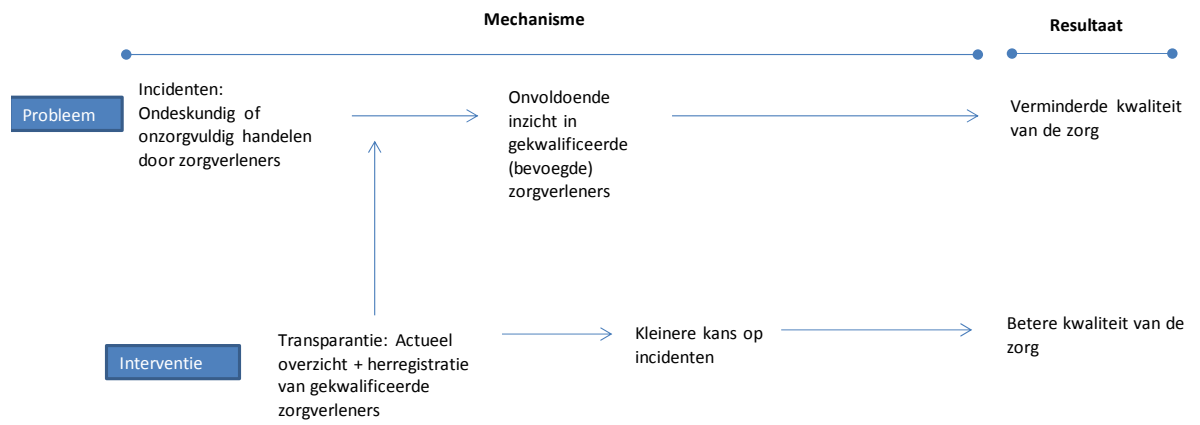 Mechanisme
Resultaat
Probleem
Incidenten:
Ondeskundig of
onzorgvuldig handelen
door zorgverleners
Onvoldoende
inzicht in
gekwalificeerde
(bevoegde)
zorgverleners
Verminderde kwaliteit
van de zorg
Interventie
Transparantie: Actueel
overzicht + herregistratie
van gekwalificeerde
zorgverleners
Kleinere kans op
incidenten
Betere kwaliteit van de
zorg